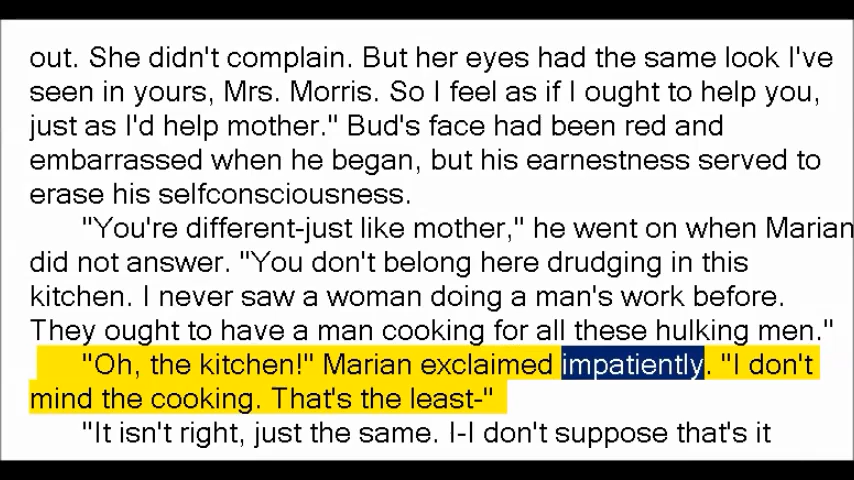 out. She didn't complain. But her eyes had the same look I've
seen in yours, Mrs. Morris. So I feel as if I ought to help you,
just as I'd help mother." Bud's face had been red and
embarrassed when he began, but his earnestness served to
erase his selfconsciousness.
"You're different-just like mother," he went on when Marian
did not answer. "You don't belong here drudging in this
kitchen. I never saw a woman doing a man's work before.
They ought to have a man cooking for all these hulking men."
"Oh, the kitchen!" Marian exclaimed impatiently. "I don't
mind the cooking. That's the least-"
"It isn't right, just the same. I-I don't suppose that's it